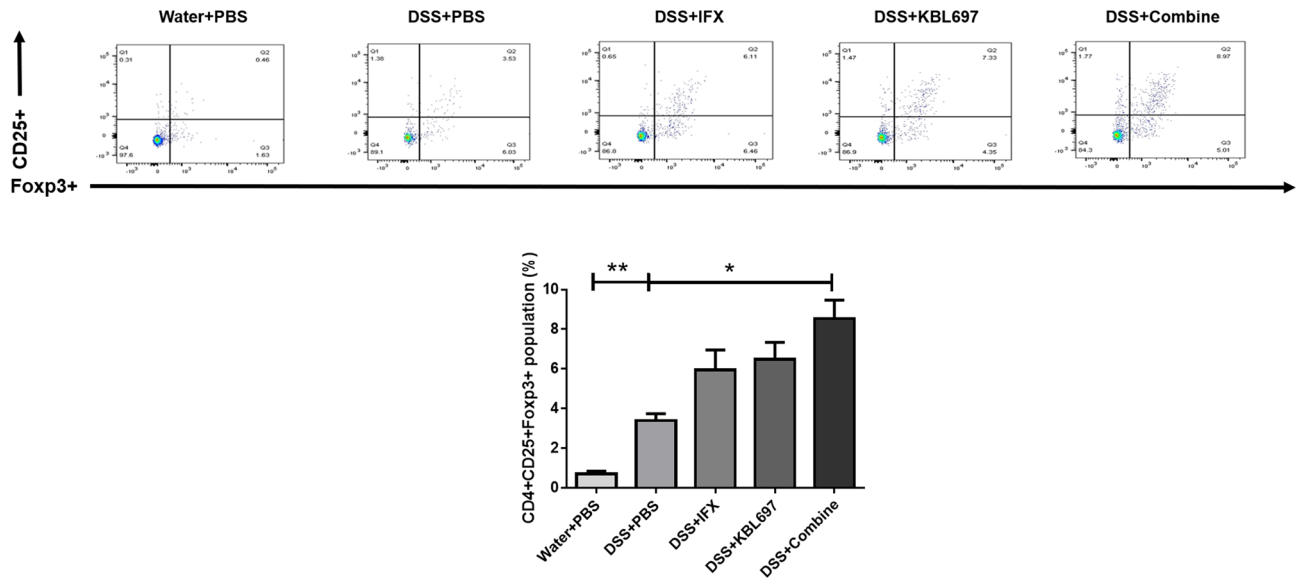 Water+PBS DSS+PBS DSS+IFX DSS+KBL697 DSS+Combine
CD25+
Q1 0.31
Q2 0.46
Q4 97.6
Q3 1.63
Q1 1.38
Q2 3.53
Q4 89.1
Q3 6.03
Q1 0.65
Q2 6.11
Q4 86.8
Q3 6.46
Q1 1.47
Q2 7.33
Q4 86.9
Q3 4.35
Q1 1.77
Q2 8.97
Q4 84.3
Q3 5.01
Foxp3+
** *
CD4+CD25+Foxp3+ population (%)
10
8
6
4
2
0
Water+PBS
DSS+PBS
DSS+IFX
DSS+KBL697
DSS+Combine